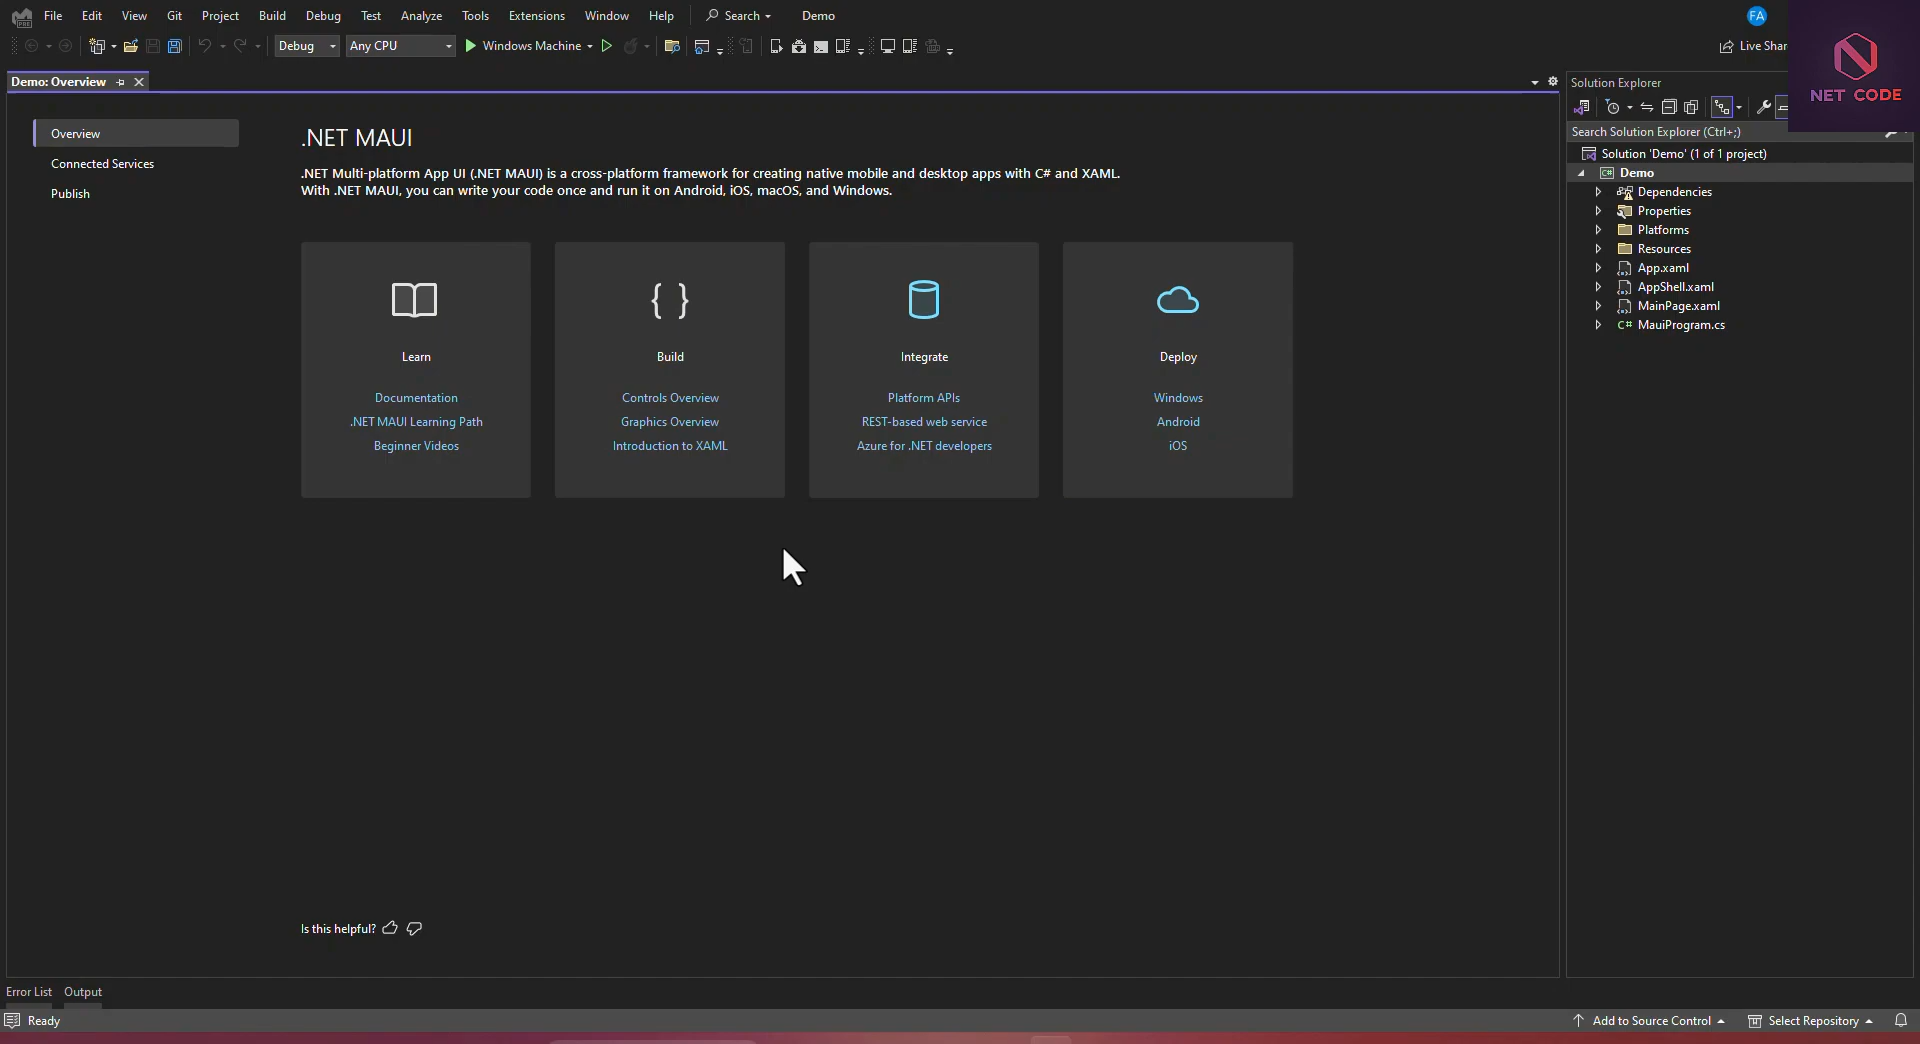 File Edit View Git Project Build Debug Test Analyze Tools Extensions Window Help Search Demo FA
Debug Any CPU Windows Machine Live Shar
NET CODE
Demo: Overview
Solution Explorer
Search Solution Explorer (Ctrl+;)
Overview
Connected Services
Publish
.NET MAUI
.NET Multi-platform App UI (.NET MAUI) is a cross-platform framework for creating native mobile and desktop apps with C# and XAML.
With .NET MAUI, you can write your code once and run it on Android, iOS, macOS, and Windows.
Learn
Documentation
.NET MAUI Learning Path
Beginner Videos
{ }
Build
Controls Overview
Graphics Overview
Introduction to XAML
Integrate
Platform APIs
REST-based web service
Azure for .NET developers
Deploy
Windows
Android
iOS
Is this helpful?
Solution 'Demo' (1 of 1 project)
C# Demo
Dependencies
Properties
Platforms
Resources
App.xaml
AppShell.xaml
MainPage.xaml
C# MauiProgram.cs
Error List Output
Ready Add to Source Control Select Repository